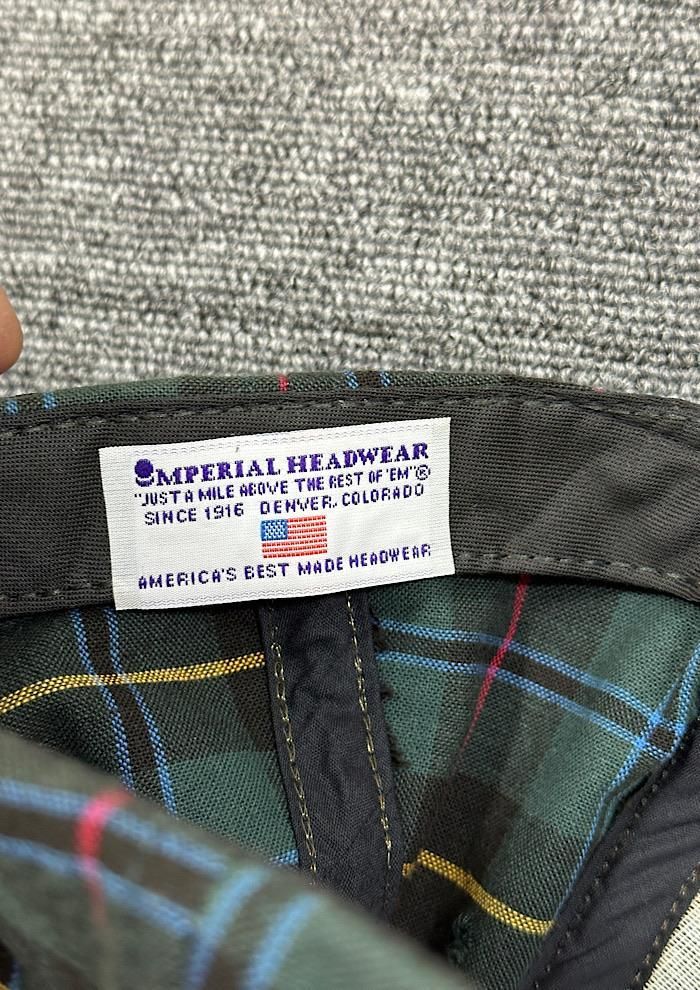 IMPERIAL HEADWEAR
"JUST A MILE ABOVE THE REST OF 'EM"®
SINCE 1916 DENVER, COLORADO
AMERICA'S BEST MADE HEADWEAR